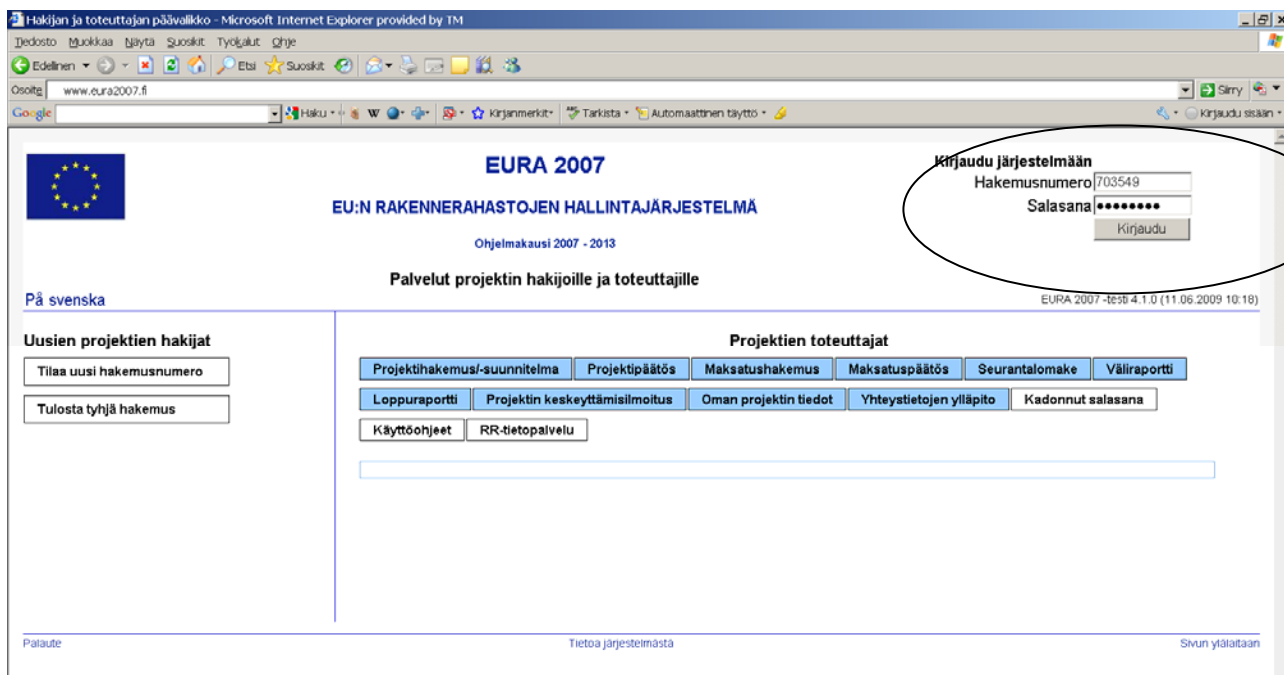 Hakijan ja toteuttajan päävalikko - Microsoft Internet Explorer provided by TM
Tiedosto Muokkaa Näytä Suosikit Työkalut Ohje
Edellinen Etsi Suosikit
Osoite www.eura2007.fi Siirry
Google Haku Kirjanmerkit Tarkista Automaattinen täyttö Kirjaudu sisään
EURA 2007
EU:N RAKENNERAHASTOJEN HALLINTAJÄRJESTELMÄ
Ohjelmakausi 2007 - 2013
Palvelut projektin hakijoille ja toteuttajille
Kirjaudu järjestelmään
Hakemusnumero 703549
Salasana ••••••••
Kirjaudu
På svenska
EURA 2007 -testi 4.1.0 (11.06.2009 10:18)
Uusien projektien hakijat
Tilaa uusi hakemusnumero
Tulosta tyhjä hakemus
Projektien toteuttajat
Projektihakemus/-suunnitelma Projektipäätös Maksatushakemus Maksatuspäätös Seurantalomake Väliraportti
Loppuraportti Projektin keskeyttämisilmoitus Oman projektin tiedot Yhteystietojen ylläpito Kadonnut salasana
Käyttöohjeet RR-tietopalvelu
Palaute Tietoa järjestelmästä Sivun ylälaitaan